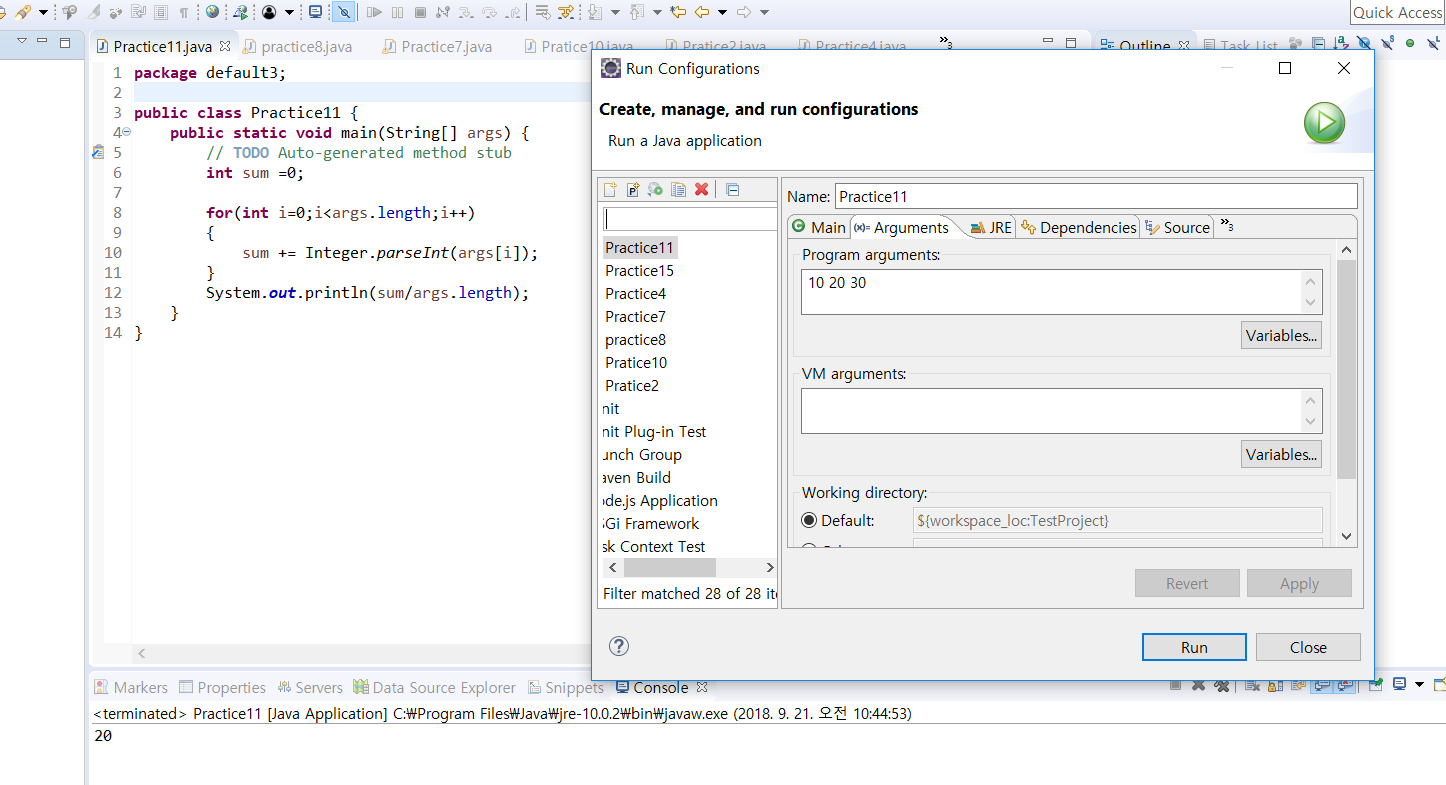 Quick Access
Practice11.java
practice8.java
Practice7.java
Pratice10.java
Pratice2.java
Practice4.java
»3
Outline
Task List
1 package default3;
2
3 public class Practice11 {
4 public static void main(String[] args) {
5 // TODO Auto-generated method stub
6 int sum =0;
7
8 for(int i=0;i<args.length;i++)
9 {
10 sum += Integer.parseInt(args[i]);
11 }
12 System.out.println(sum/args.length);
13 }
14 }
Run Configurations
Create, manage, and run configurations
Run a Java application
Practice11
Practice15
Practice4
Practice7
practice8
Pratice10
Pratice2
nit
nit Plug-in Test
unch Group
aven Build
de.js Application
Gi Framework
sk Context Test
Filter matched 28 of 28 ite
Name: Practice11
Main
(x)= Arguments
JRE
Dependencies
Source
»3
Program arguments:
10 20 30
Variables...
VM arguments:
Variables...
Working directory:
Default: ${workspace_loc:TestProject}
Revert
Apply
Run
Close
Markers
Properties
Servers
Data Source Explorer
Snippets
Console
<terminated> Practice11 [Java Application] C:₩Program Files₩Java₩jre-10.0.2₩bin₩javaw.exe (2018. 9. 21. 오전 10:44:53)
20